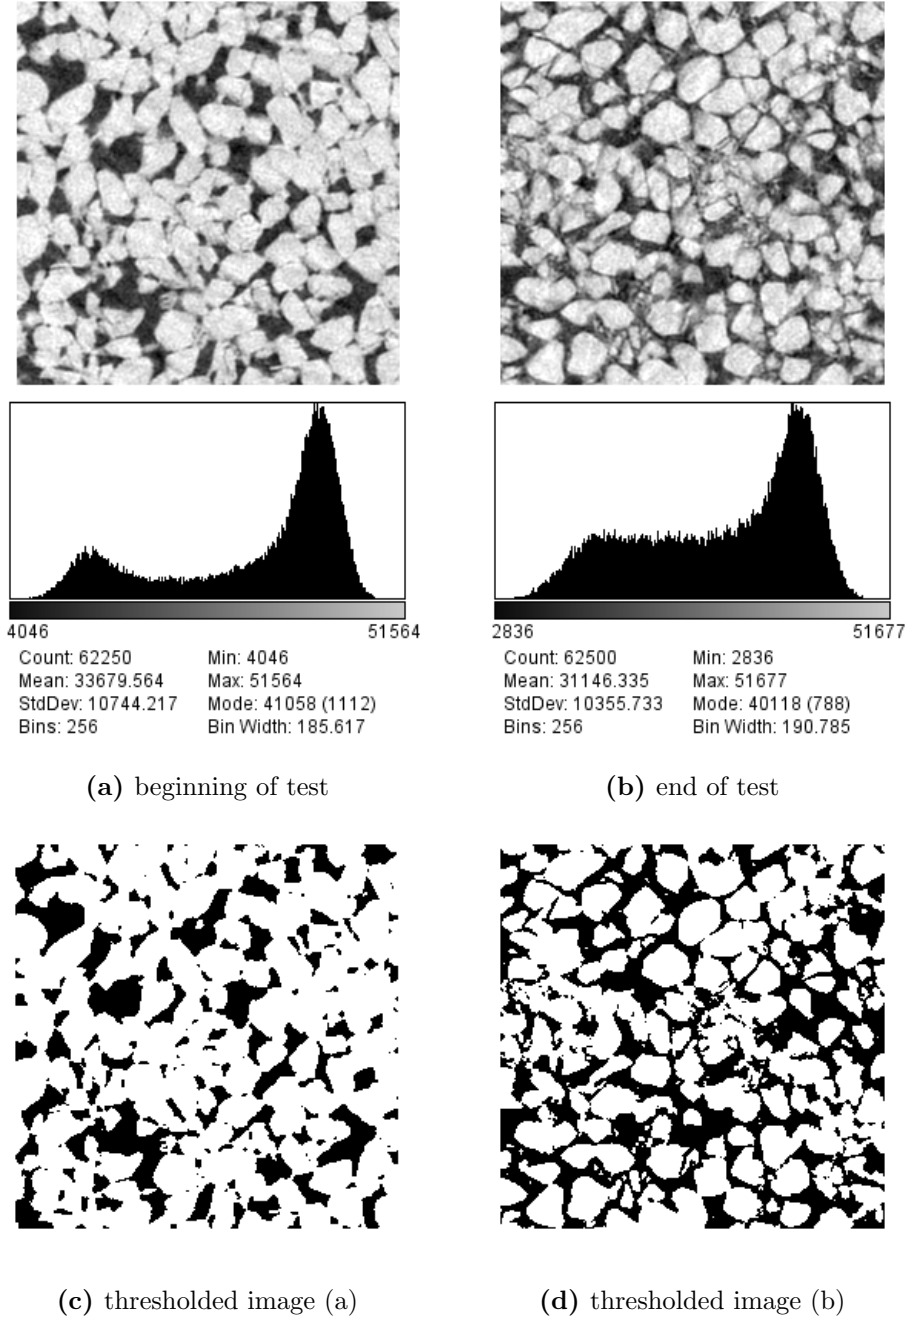 4046 51564
Count: 62250 Min: 4046
Mean: 33679.564 Max: 51564
StdDev: 10744.217 Mode: 41058 (1112)
Bins: 256 Bin Width: 185.617
(a) beginning of test
2836 51677
Count: 62500 Min: 2836
Mean: 31146.335 Max: 51677
StdDev: 10355.733 Mode: 40118 (788)
Bins: 256 Bin Width: 190.785
(b) end of test
(c) thresholded image (a)
(d) thresholded image (b)